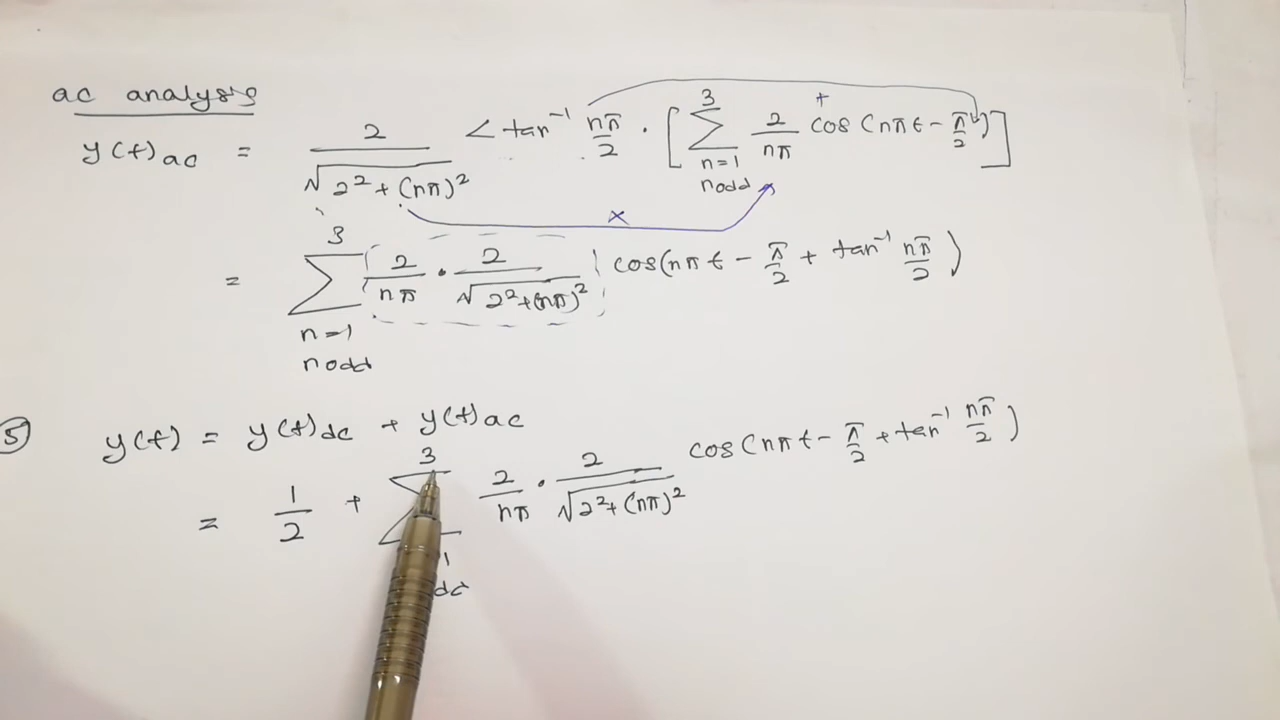 ac analysis
y(t)ac = 2/√(2²+(nπ)²) < tan⁻¹ nπ/2 · [ 3 Σ n=1 n odd 2/nπ cos(nπt - π/2) ]
+
x
= 3 Σ n=1 n odd 2/nπ · 2/√(2²+(nπ)²) cos(nπt - π/2 + tan⁻¹ nπ/2)
5 y(t) = y(t)dc + y(t)ac
= 1/2 + 3 Σ 1 2/nπ · 2/√(2²+(nπ)²) cos(nπt - π/2 + tan⁻¹ nπ/2)